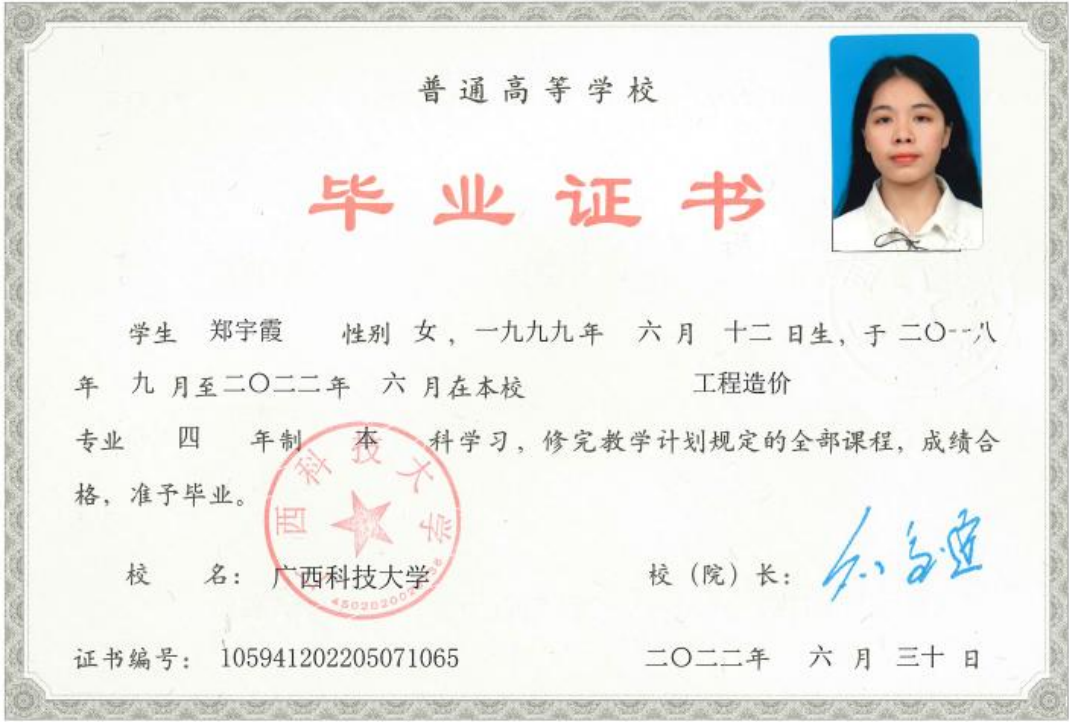 普通高等学校
毕业证书
学生 郑宇霞 性别 女，一九九九年 六月 十二 日生，于 二〇一八
年 九 月至二〇二二年 六 月在本校 工程造价
专业 四 年制 本 科学习，修完教学计划规定的全部课程，成绩合
格，准予毕业。
西科技大学
校 名： 广西科技大学
校（院）长：
证书编号： 105941202205071065
二〇二二年 六 月 三十 日